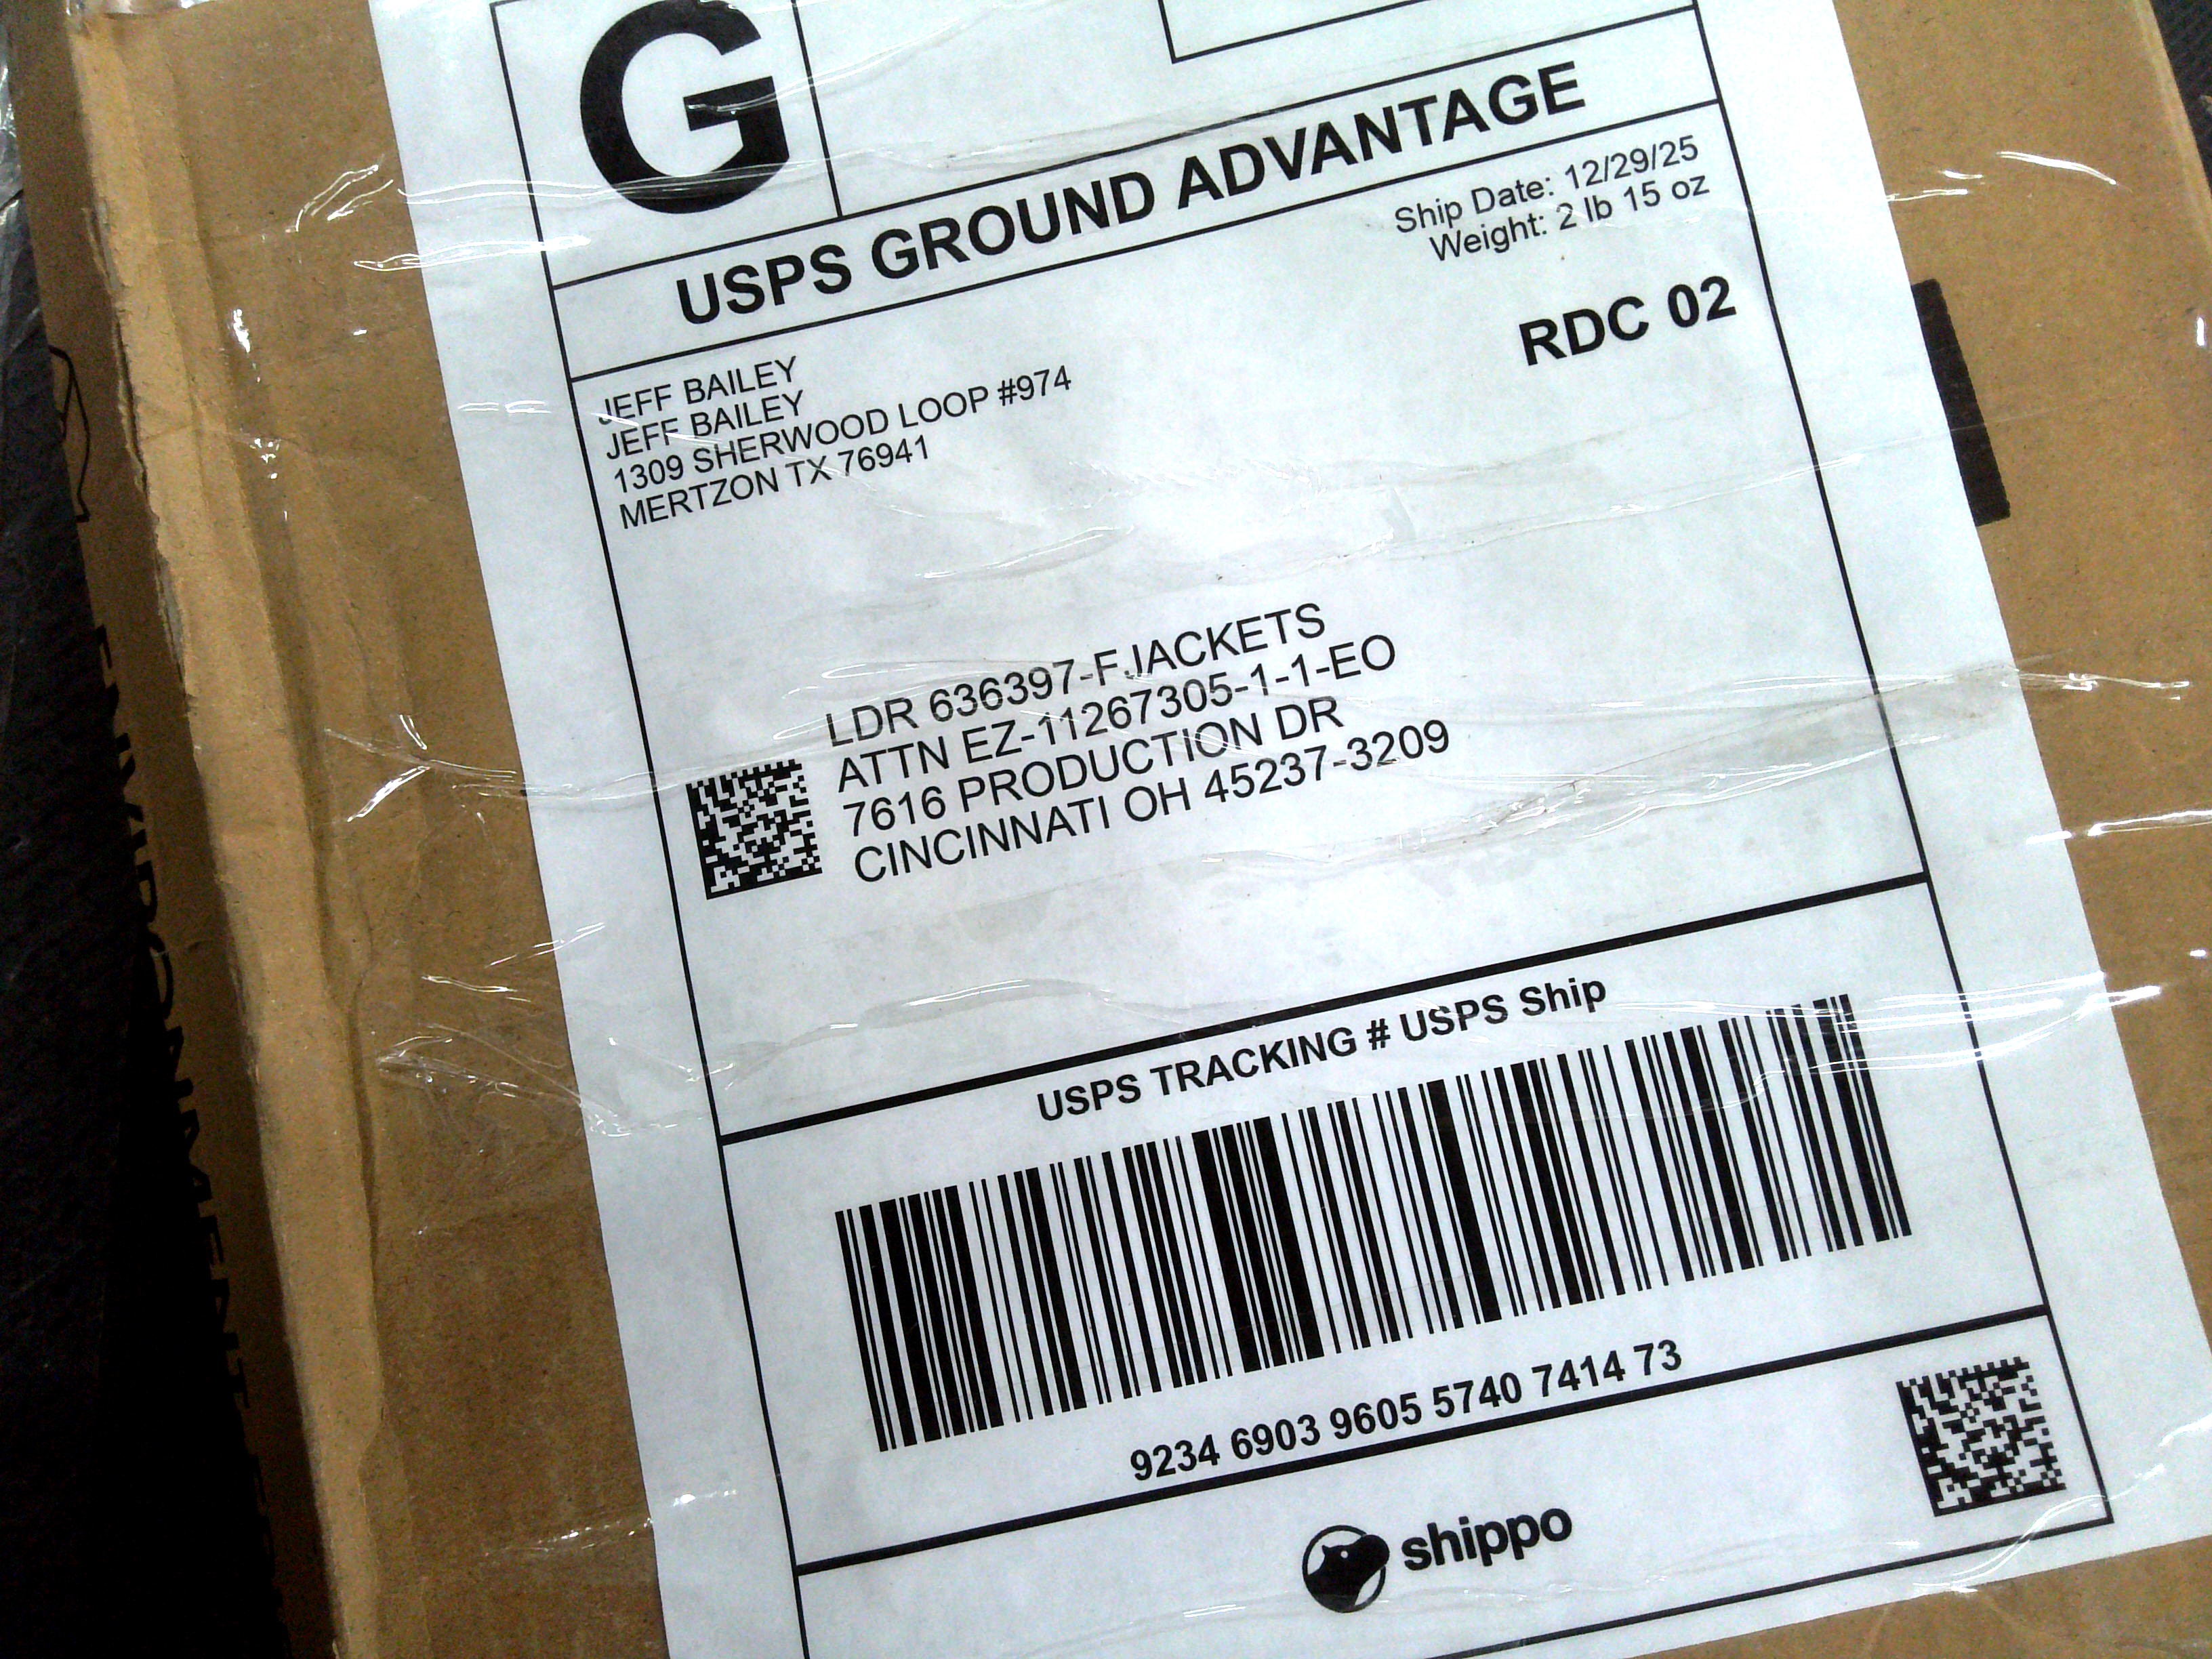 G
USPS GROUND ADVANTAGE
Ship Date: 12/29/25
Weight: 2 lb 15 oz
RDC 02
JEFF BAILEY
JEFF BAILEY
1309 SHERWOOD LOOP #974
MERTZON TX 76941
LDR 636397-FJACKETS
ATTN EZ-11267305-1-1-EO
7616 PRODUCTION DR
CINCINNATI OH 45237-3209
USPS TRACKING # USPS Ship
9234 6903 9605 5740 7414 73
shippo